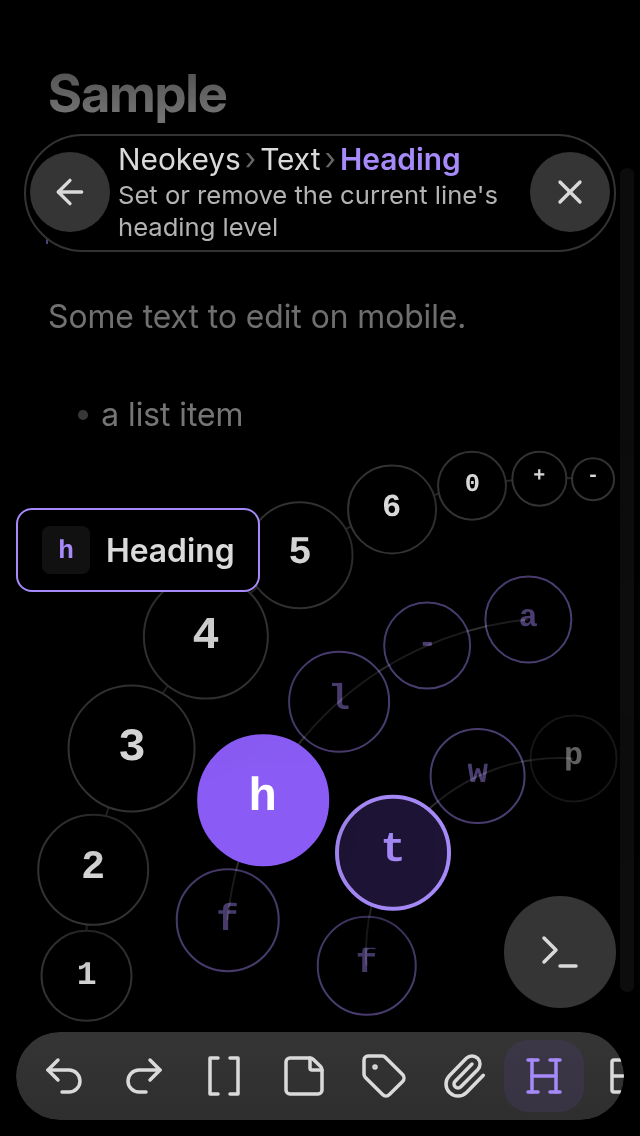 Sample
Neokeys › Text › Heading
Set or remove the current line's
heading level
Some text to edit on mobile.
• a list item
h Heading
5
6
0
+
-
4
l
-
a
3
h
t
w
p
2
f
f
1